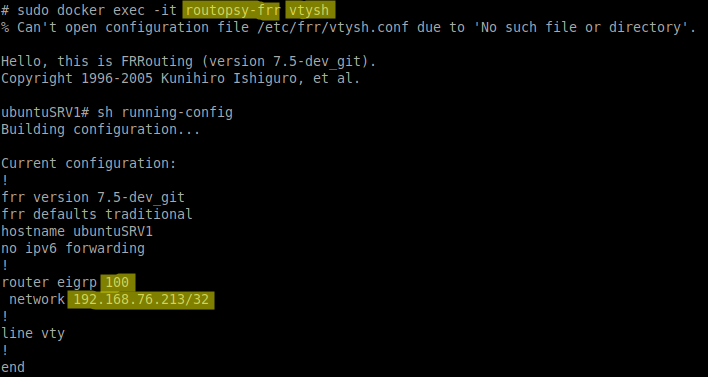 # sudo docker exec -it routopsy-frr vtysh
% Can't open configuration file /etc/frr/vtysh.conf due to 'No such file or directory'.
Hello, this is FRRouting (version 7.5-dev_git).
Copyright 1996-2005 Kunihiro Ishiguro, et al.
ubuntuSRV1# sh running-config
Building configuration...
Current configuration:
!
frr version 7.5-dev_git
frr defaults traditional
hostname ubuntuSRV1
no ipv6 forwarding
!
router eigrp 100
 network 192.168.76.213/32
!
line vty
!
end